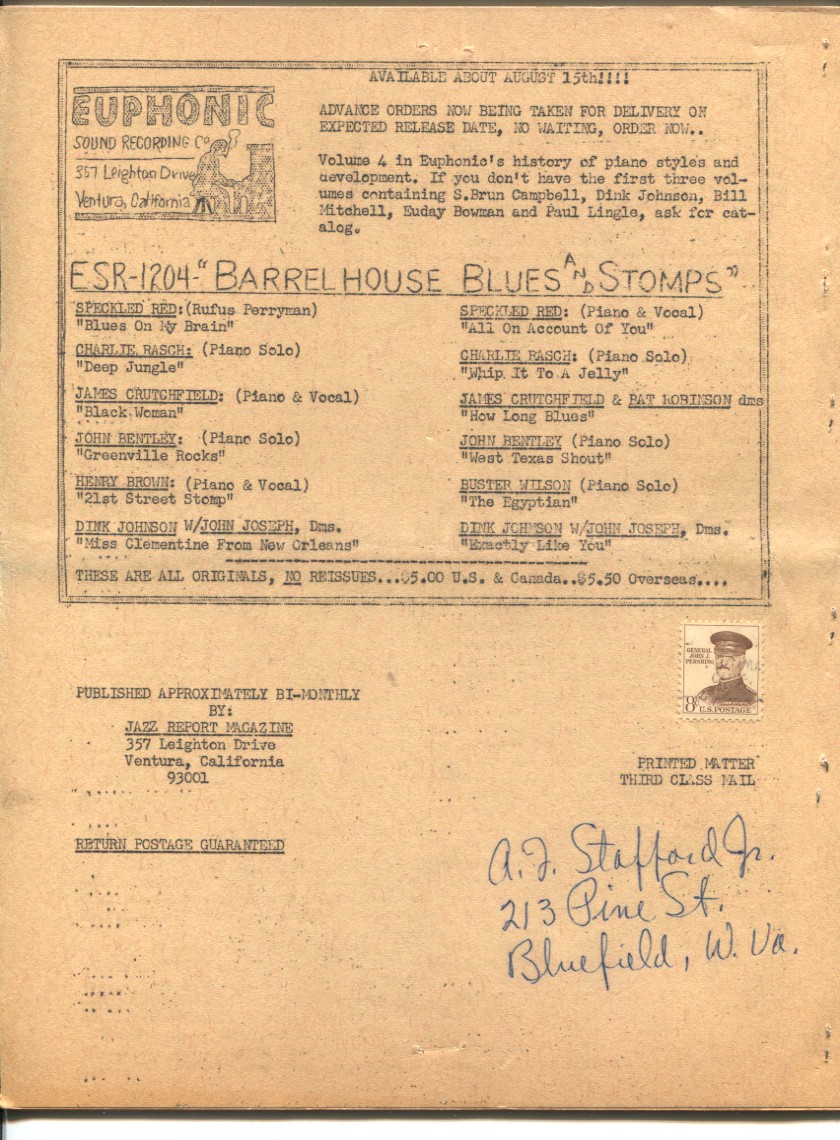 AVAILABLE ABOUT AUGUST 15th!!!!
EUPHONIC
SOUND RECORDING Co
357 Leighton Drive
Ventura, California
ADVANCE ORDERS NOW BEING TAKEN FOR DELIVERY ON
EXPECTED RELEASE DATE, NO WAITING, ORDER NOW..
Volume 4 in Euphonic's history of piano styles and
development. If you don't have the first three vol-
umes containing S.Brun Campbell, Dink Johnson, Bill
Mitchell, Euday Bowman and Paul Lingle, ask for cat-
alog.
ESR-1204-"BARRELHOUSE BLUES AND STOMPS"
SPECKLED RED:(Rufus Perryman)
"Blues On My Brain"
CHARLIE RASCH: (Piano Solo)
"Deep Jungle"
JAMES CRUTCHFIELD: (Piano & Vocal)
"Black Woman"
JOHN BENTLEY: (Piano Solo)
"Greenville Rocks"
HENRY BROWN: (Piano & Vocal)
"21st Street Stomp"
DINK JOHNSON W/JOHN JOSEPH, Dms.
"Miss Clementine From New Orleans"
SPECKLED RED: (Piano & Vocal)
"All On Account Of You"
CHARLIE RASCH: (Piano Solo)
"Whip It To A Jelly"
JAMES CRUTCHFIELD & PAT ROBINSON dms
"How Long Blues"
JOHN BENTLEY (Piano Solo)
"West Texas Shout"
BUSTER WILSON (Piano Solo)
"The Egyptian"
DINK JOHNSON W/JOHN JOSEPH, Dms.
"Exactly Like You"
THESE ARE ALL ORIGINALS, NO REISSUES...$5.00 U.S. & Canada..$5.50 Overseas....
GENERAL
JOHN J.
PERSHING
8¢ U.S. POSTAGE
PUBLISHED APPROXIMATELY BI-MONTHLY
BY:
JAZZ REPORT MAGAZINE
357 Leighton Drive
Ventura, California
93001
PRINTED MATTER
THIRD CLASS MAIL
RETURN POSTAGE GUARANTEED
A.J. Stafford Jr.
213 Pine St.
Bluefield, W. Va.